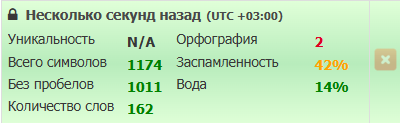 Несколько секунд назад (UTC +03:00)
Уникальность N/A Орфография 2
Всего символов 1174 Заспамленность 42%
Без пробелов 1011 Вода 14%
Количество слов 162